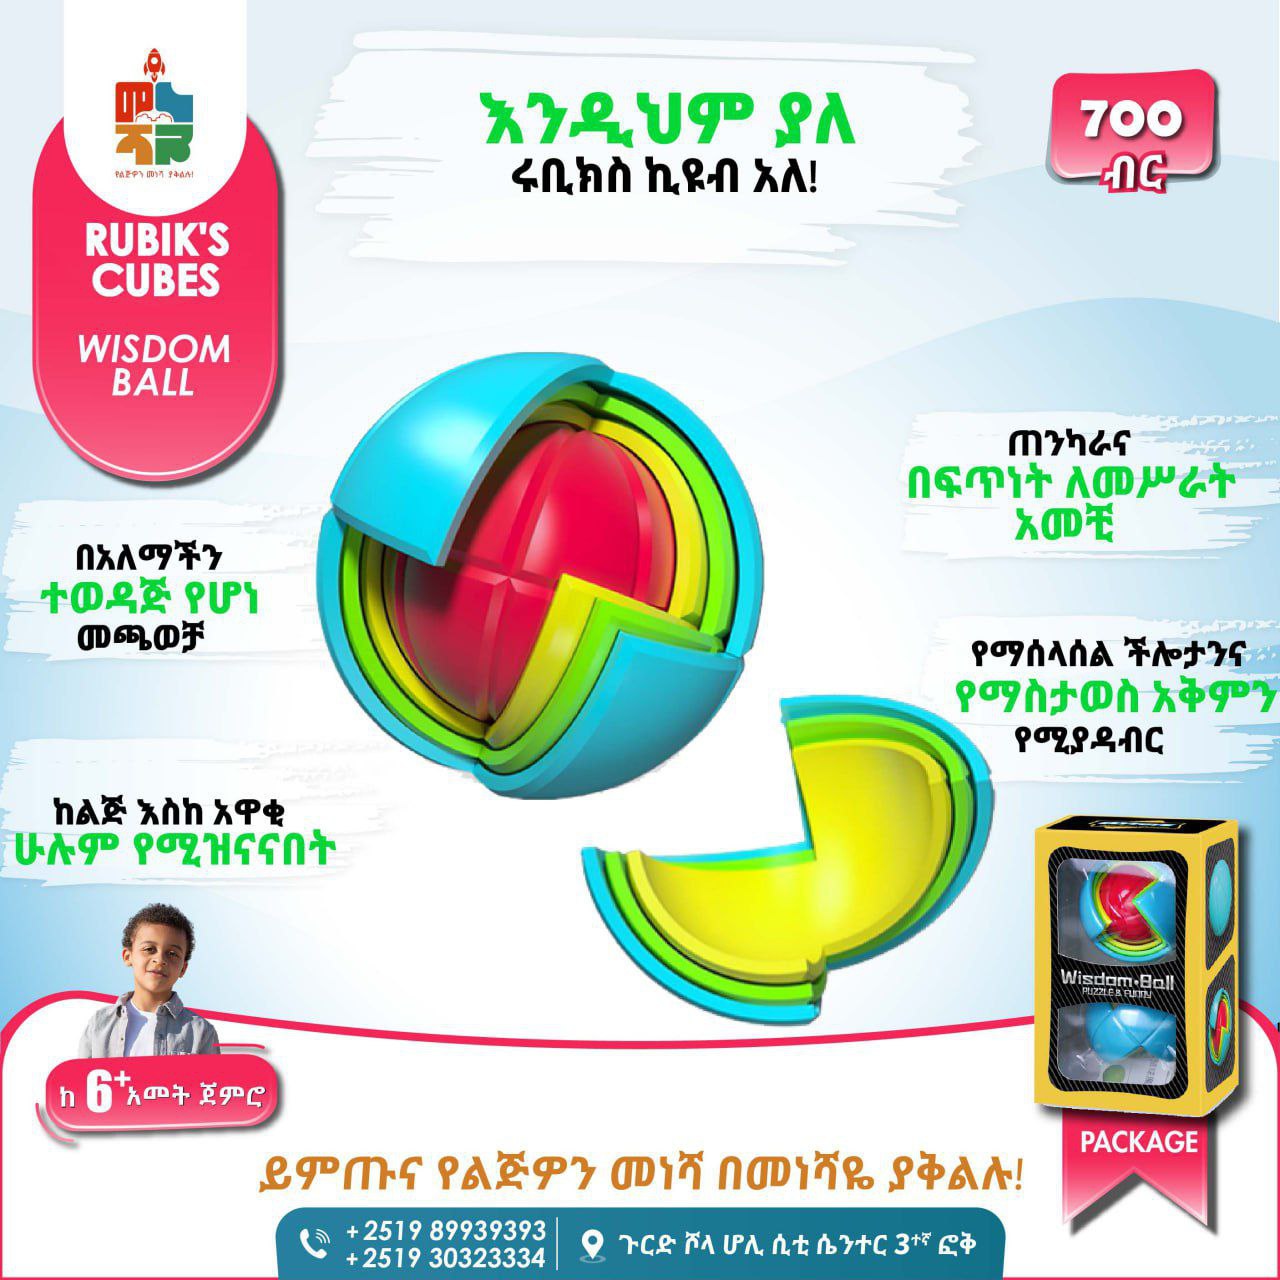 መነሻዬ
የልጅዎን መነሻ ያቅልሉ!
RUBIK'S
CUBES
WISDOM
BALL
እንዲህም ያለ
ሩቢክስ ኪዩብ አለ!
700
ብር
በአለማችን
ተወዳጅ የሆነ
መጫወቻ
ከልጅ እስከ አዋቂ
ሁሉም የሚዝናናበት
ጠንካራና
በፍጥነት ለመሥራት
አመቺ
የማሰላሰል ችሎታንና
የማስታወስ አቅምን
የሚያዳብር
Wisdom•Ball
PUZZLE & FUNNY
ከ 6+ አመት ጀምሮ
PACKAGE
ይምጡና የልጅዎን መነሻ በመነሻዬ ያቅልሉ!
+2519 89939393
+2519 30323334
ጉርድ ሾላ ሆሊ ሲቲ ሴንተር 3ተኛ ፎቅ